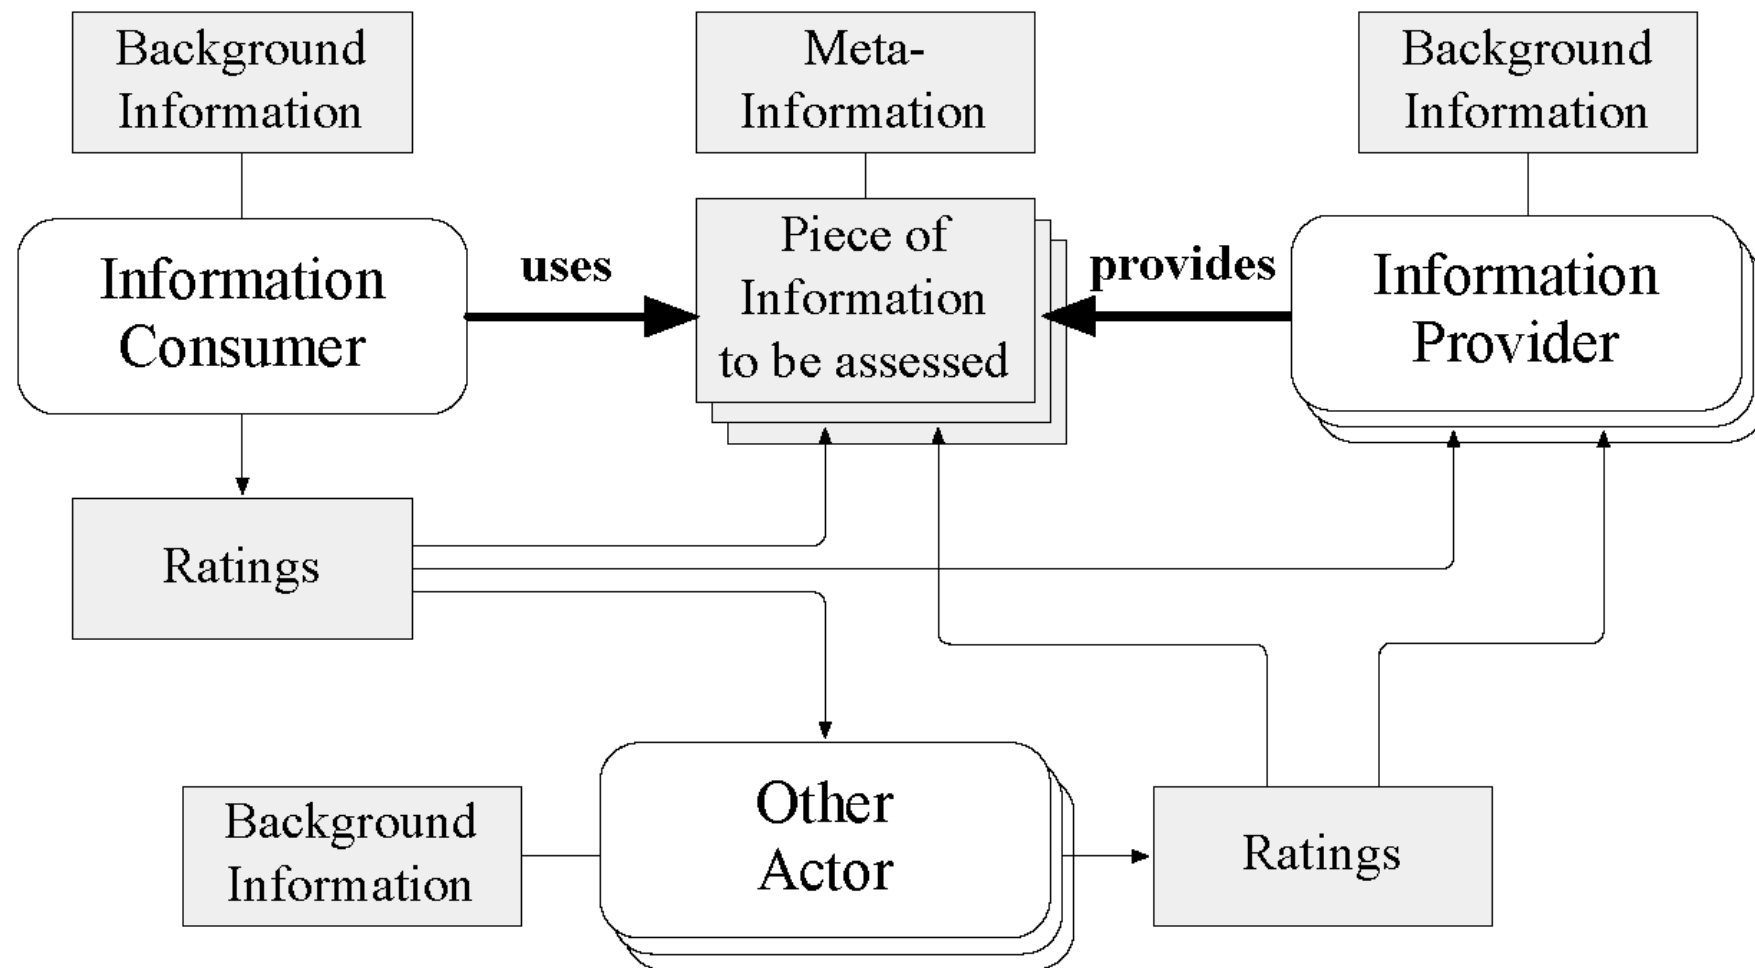 Background
Information
Meta-
Information
Background
Information
Information
Consumer
uses
Piece of
Information
to be assessed
provides
Information
Provider
Ratings
Background
Information
Other
Actor
Ratings